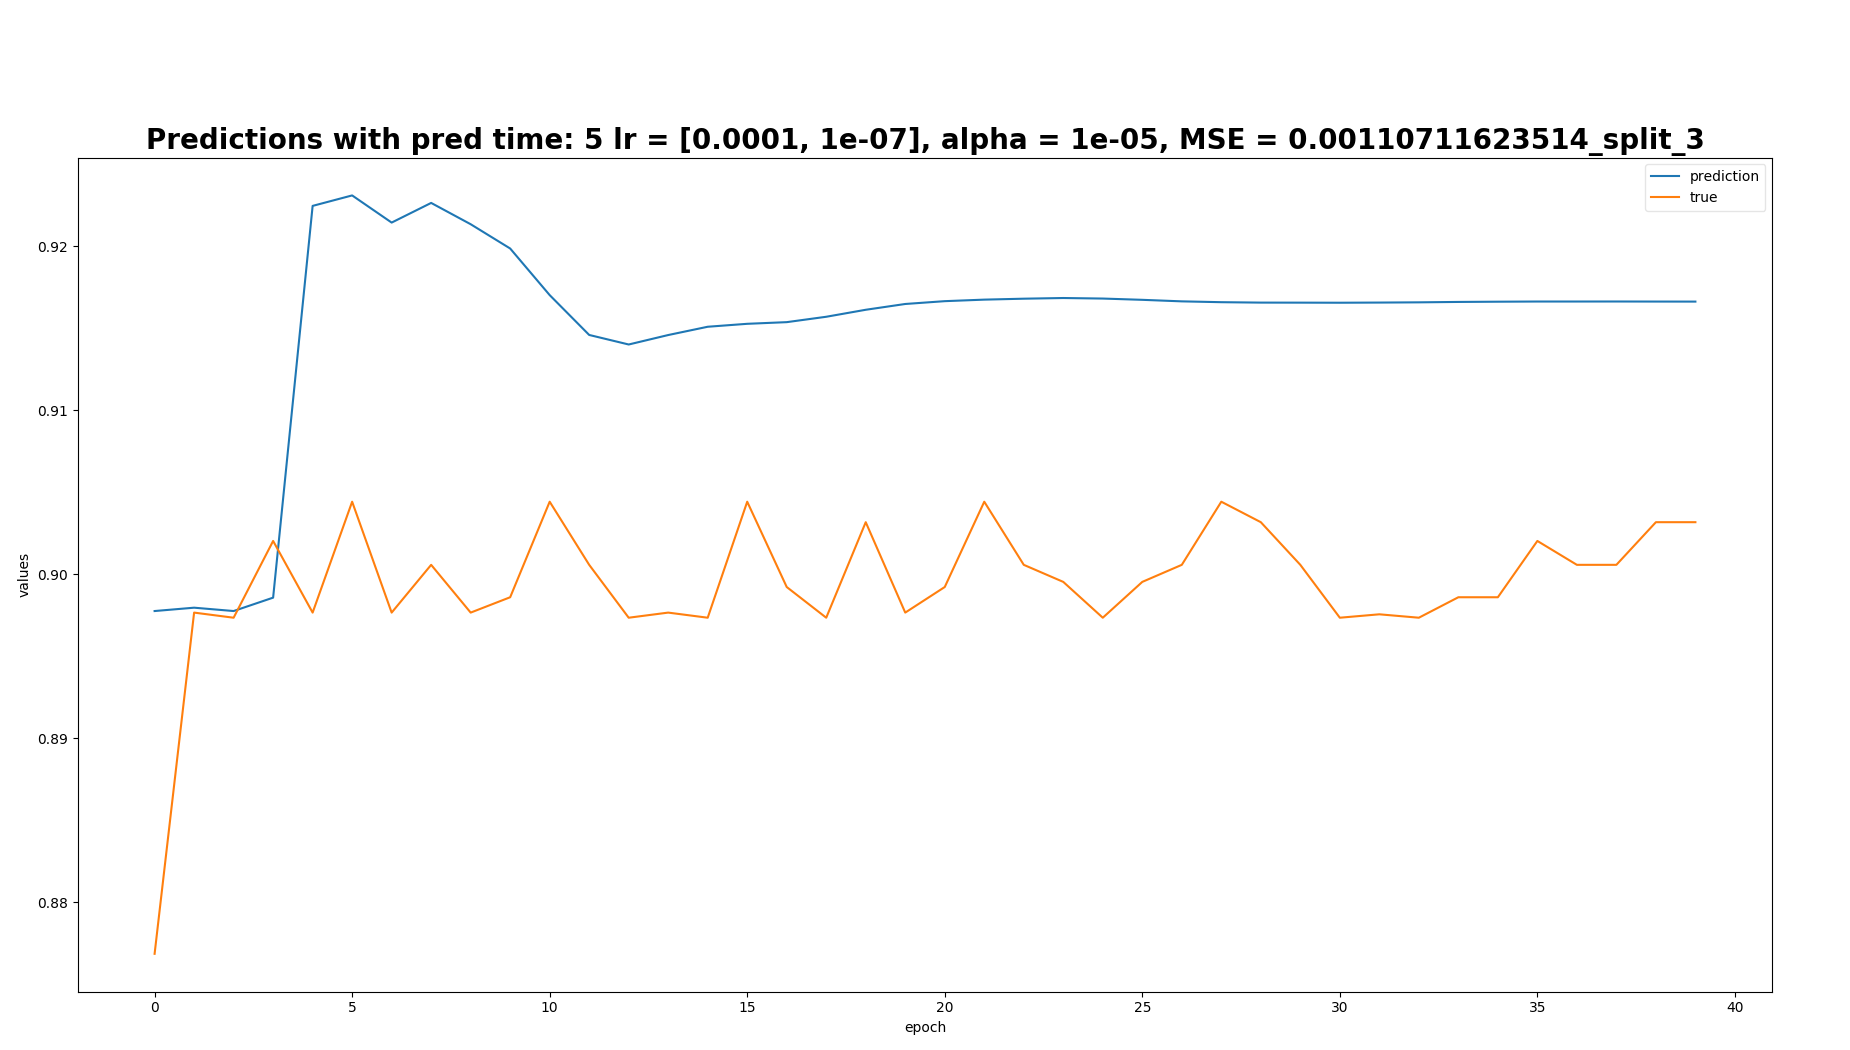 Predictions with pred time: 5 lr = [0.0001, 1e-07], alpha = 1e-05, MSE = 0.00110711623514_split_3
prediction
true
0.92
0.91
0.90
0.89
0.88
values
0 5 10 15 20 25 30 35 40
epoch